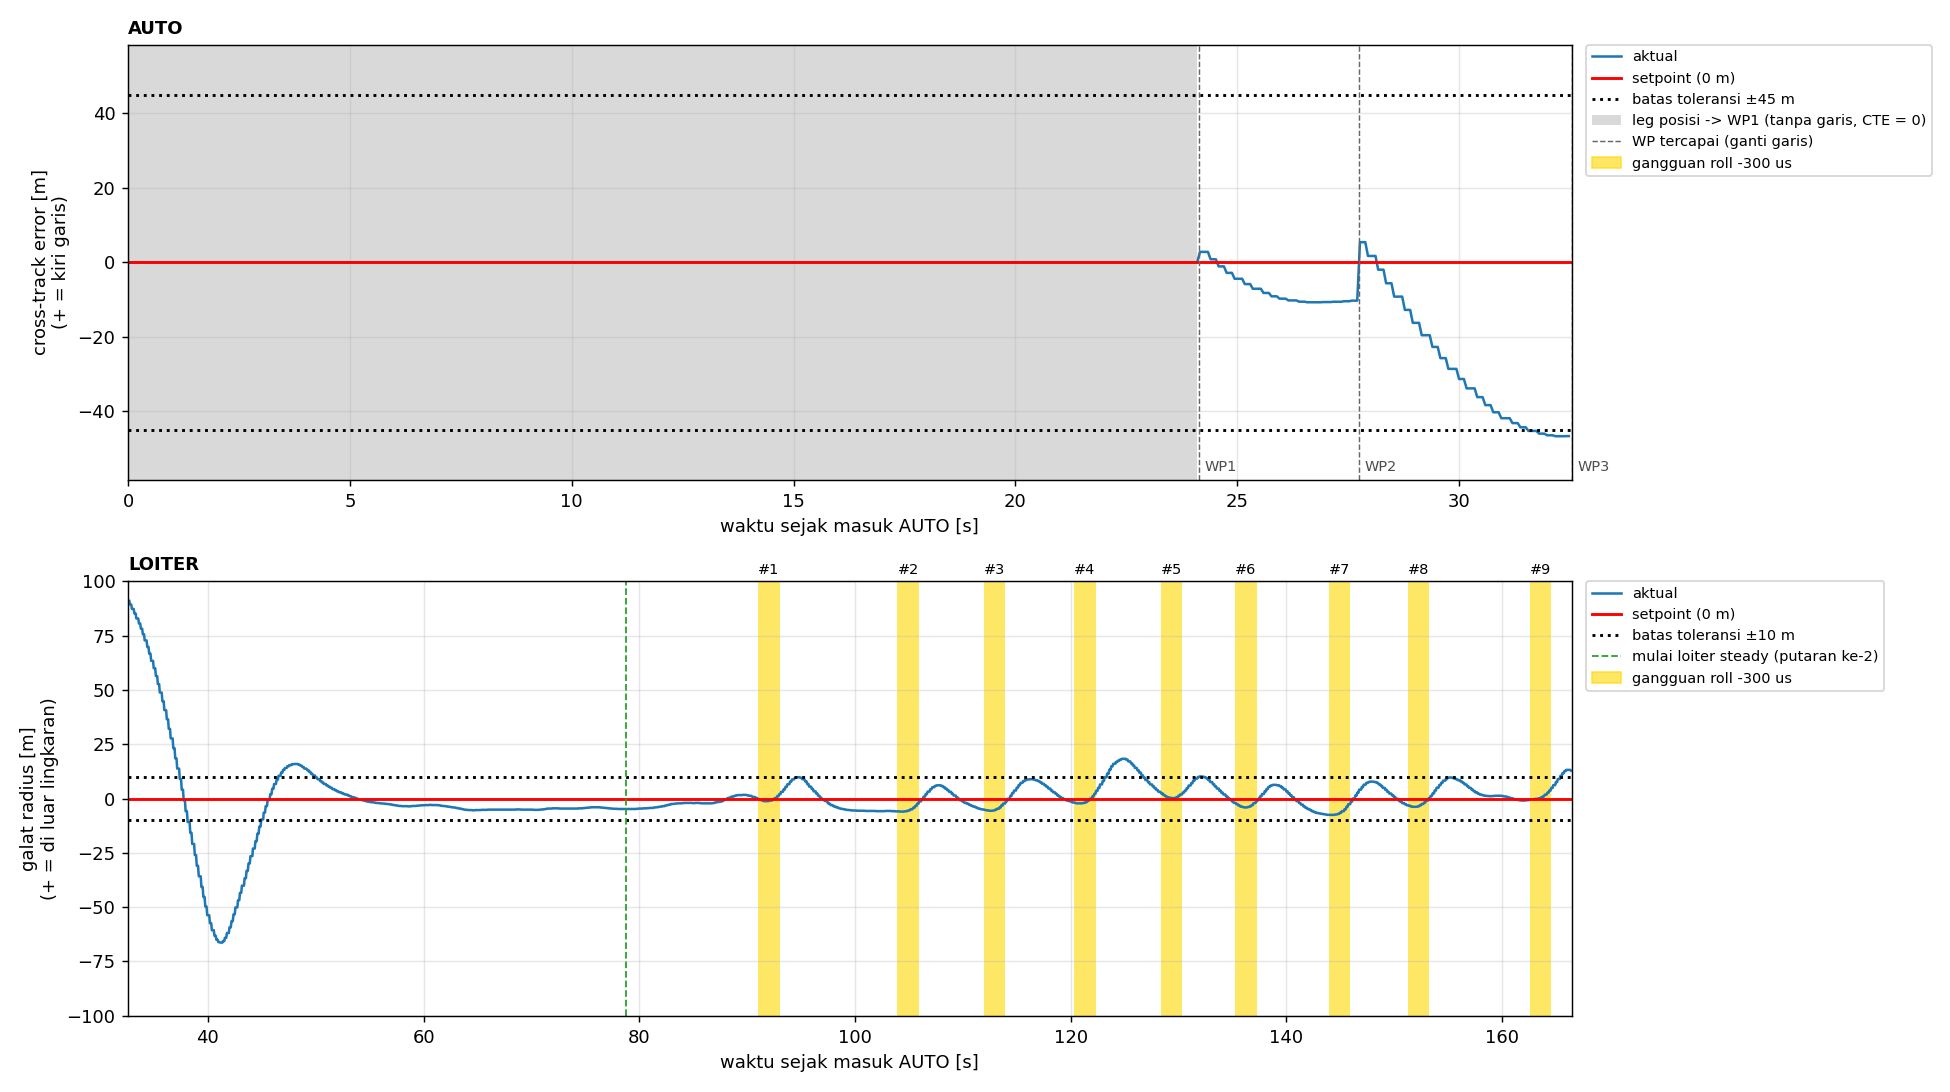 AUTO
40
20
0
−20
−40
cross-track error [m]
(+ = kiri garis)
WP1
WP2
WP3
0
5
10
15
20
25
30
waktu sejak masuk AUTO [s]
aktual
setpoint (0 m)
batas toleransi ±45 m
leg posisi -> WP1 (tanpa garis, CTE = 0)
WP tercapai (ganti garis)
gangguan roll -300 us
LOITER
#1
#2
#3
#4
#5
#6
#7
#8
#9
100
75
50
25
0
−25
−50
−75
−100
galat radius [m]
(+ = di luar lingkaran)
40
60
80
100
120
140
160
waktu sejak masuk AUTO [s]
aktual
setpoint (0 m)
batas toleransi ±10 m
mulai loiter steady (putaran ke-2)
gangguan roll -300 us